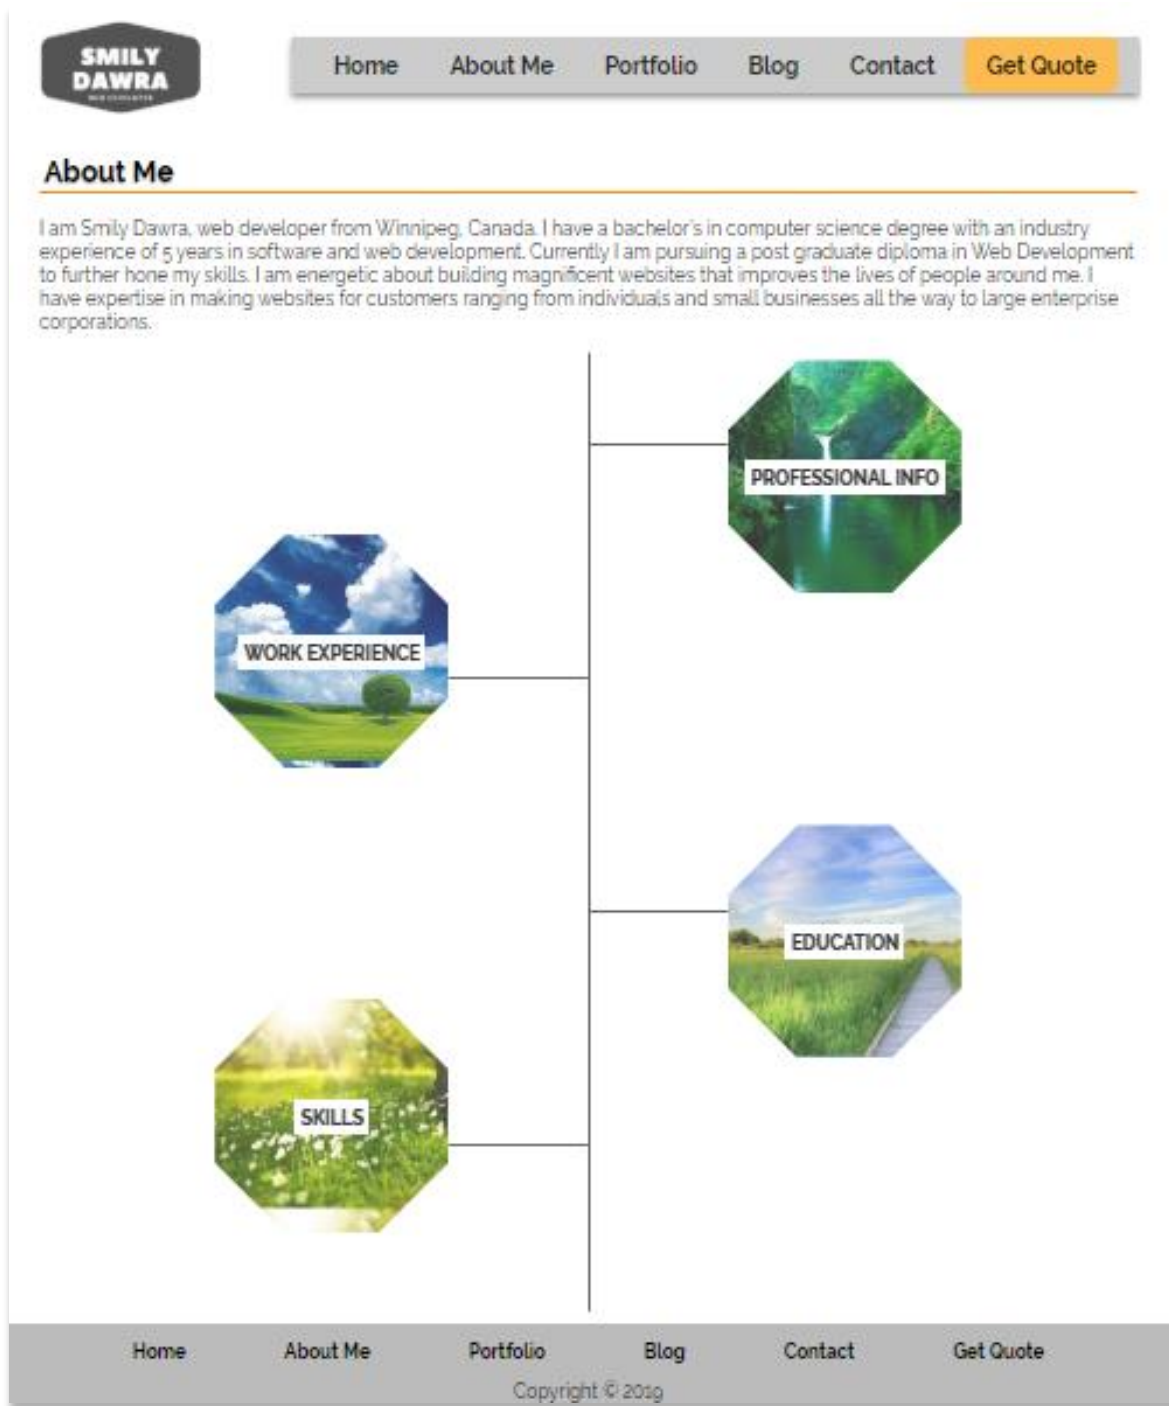 SMILY
DAWRA
Home About Me Portfolio Blog Contact Get Quote
About Me
I am Smily Dawra, web developer from Winnipeg, Canada. I have a bachelor's in computer science degree with an industry
experience of 5 years in software and web development. Currently I am pursuing a post graduate diploma in Web Development
to further hone my skills. I am energetic about building magnificent websites that improves the lives of people around me. I
have expertise in making websites for customers ranging from individuals and small businesses all the way to large enterprise
corporations.
PROFESSIONAL INFO
WORK EXPERIENCE
EDUCATION
SKILLS
Home About Me Portfolio Blog Contact Get Quote
Copyright © 2019